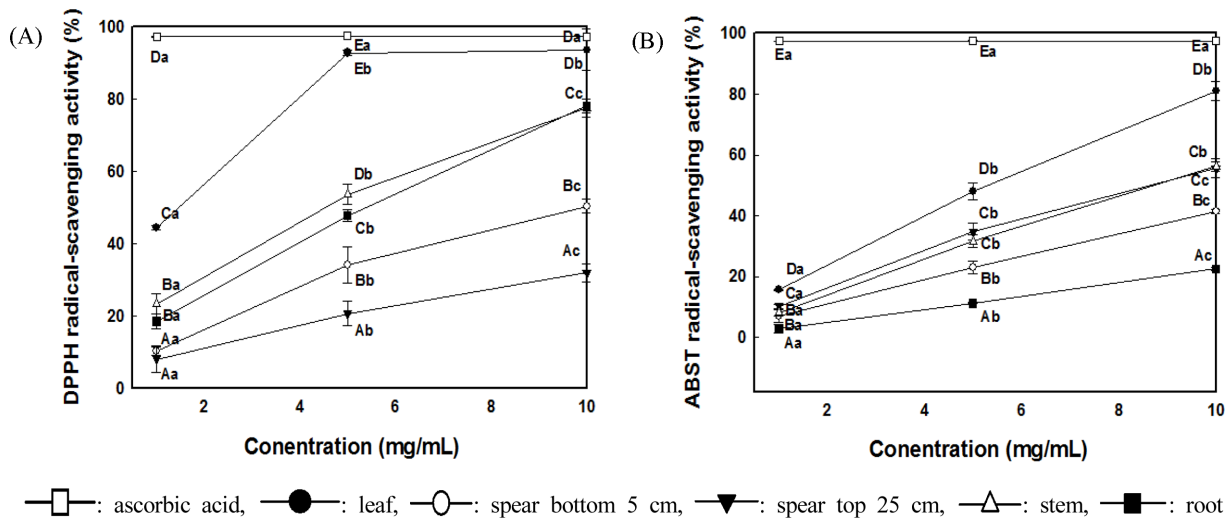 (A)
DPPH radical-scavenging activity (%)
100
80
60
40
20
0
Da
Ea
Da
Eb
Db
Cc
Ca
Db
Cb
Bc
Ba
Ba
Bb
Ac
Aa
Ab
Aa
2
4
6
8
10
Conentration (mg/mL)
(B)
ABST radical-scavenging activity (%)
100
80
60
40
20
0
Ea
Ea
Ea
Db
Db
Cb
Cc
Cb
Bc
Da
Cb
Ca
Bb
Ac
Ba
Ba
Ab
Aa
2
4
6
8
10
Conentration (mg/mL)
: ascorbic acid, : leaf, : spear bottom 5 cm, : spear top 25 cm, : stem, : root